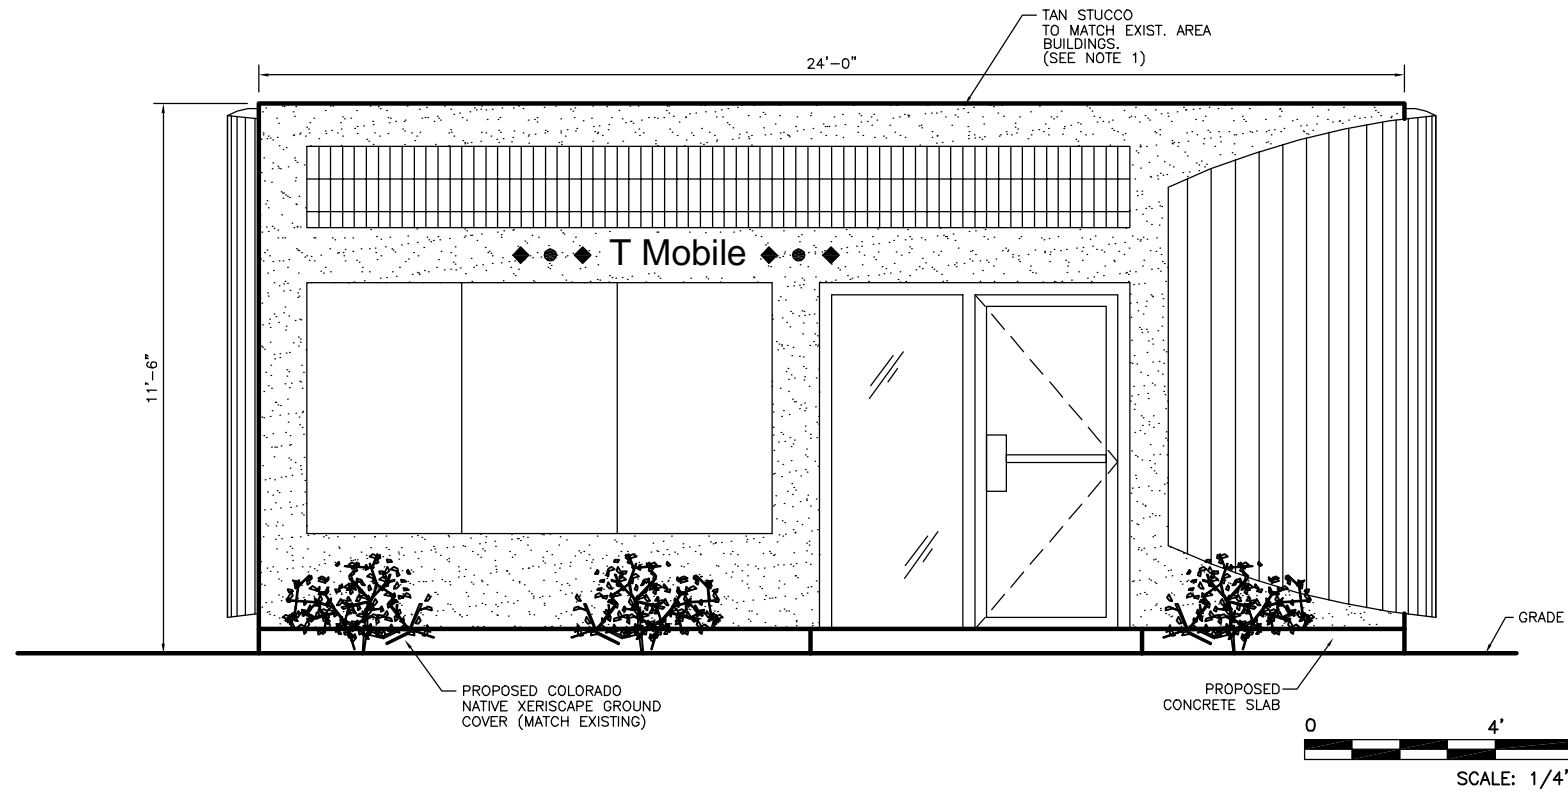 TAN STUCCO
TO MATCH EXIST. AREA
BUILDINGS.
(SEE NOTE 1)
24'-0"
11'-6"
T Mobile
GRADE
PROPOSED COLORADO
NATIVE XERISCAPE GROUND
COVER (MATCH EXISTING)
PROPOSED
CONCRETE SLAB
0 4'
SCALE: 1/4"